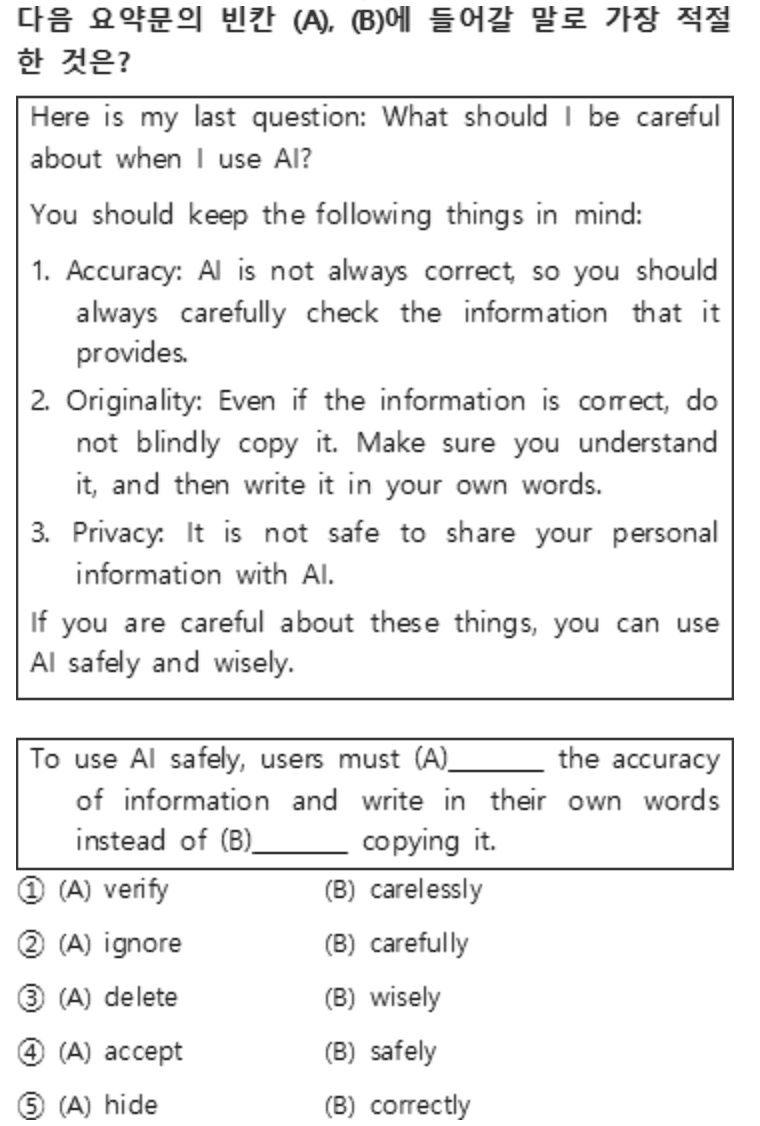 다음 요약문의 빈칸 (A), (B)에 들어갈 말로 가장 적절
한 것은?
Here is my last question: What should I be careful
about when I use AI?
You should keep the following things in mind:
1. Accuracy: AI is not always correct, so you should
always carefully check the information that it
provides.
2. Originality: Even if the information is correct, do
not blindly copy it. Make sure you understand
it, and then write it in your own words.
3. Privacy: It is not safe to share your personal
information with AI.
If you are careful about these things, you can use
AI safely and wisely.
To use AI safely, users must (A)_______ the accuracy
of information and write in their own words
instead of (B)_______ copying it.
① (A) verify (B) carelessly
② (A) ignore (B) carefully
③ (A) delete (B) wisely
④ (A) accept (B) safely
⑤ (A) hide (B) correctly